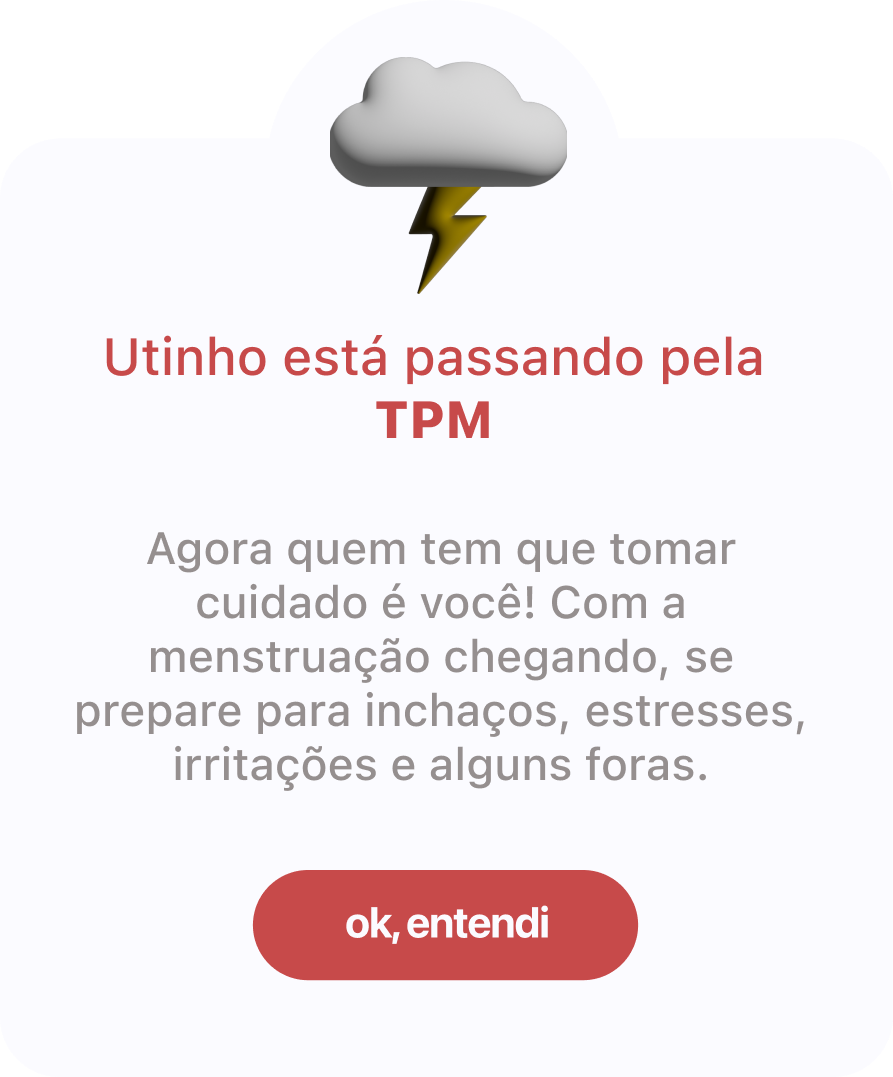 Utinho está passando pela
TPM
Agora quem tem que tomar
cuidado é você! Com a
menstruação chegando, se
prepare para inchaços, estresses,
irritações e alguns foras.
ok, entendi